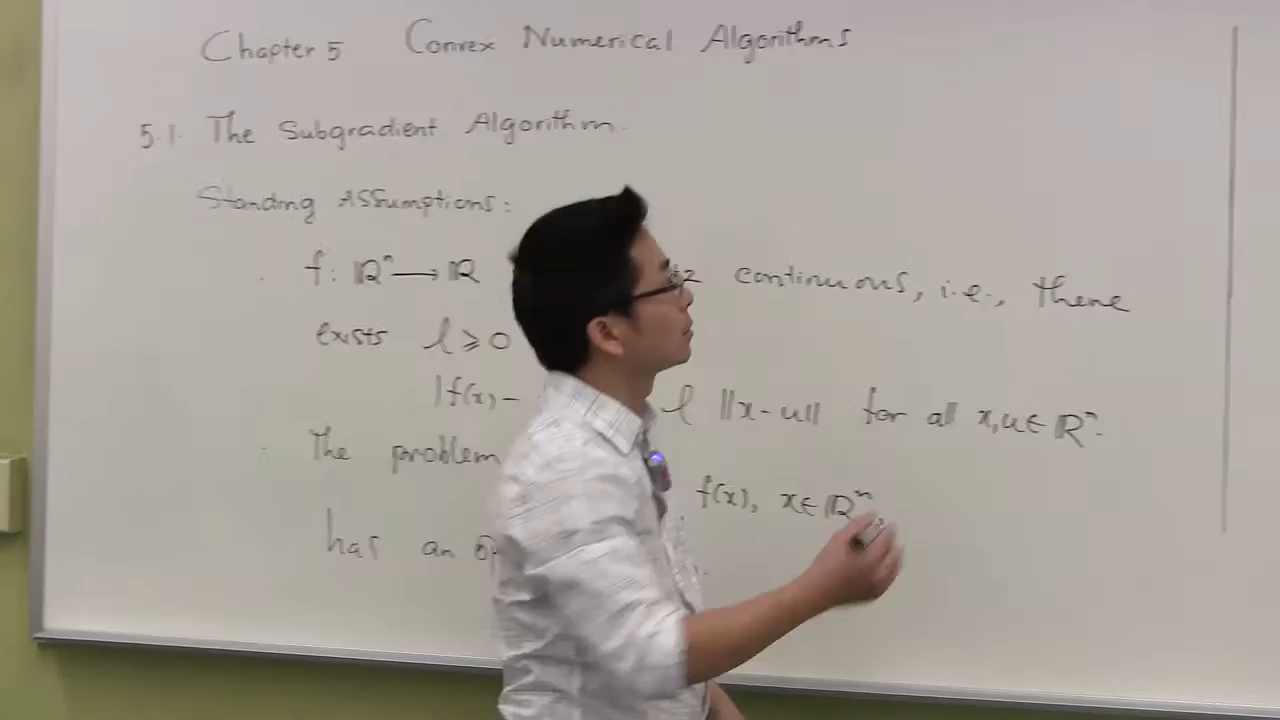 Chapter 5 Convex Numerical Algorithms
5.1. The Subgradient Algorithm.
Standing Assumptions:
. f: ℝⁿ → ℝ continuous, i.e., there
exists ℓ ⩾ 0
|f(x) - ℓ ||x-u|| for all x,u ∈ ℝⁿ.
. The problem
f(x), x ∈ ℝⁿ
has an